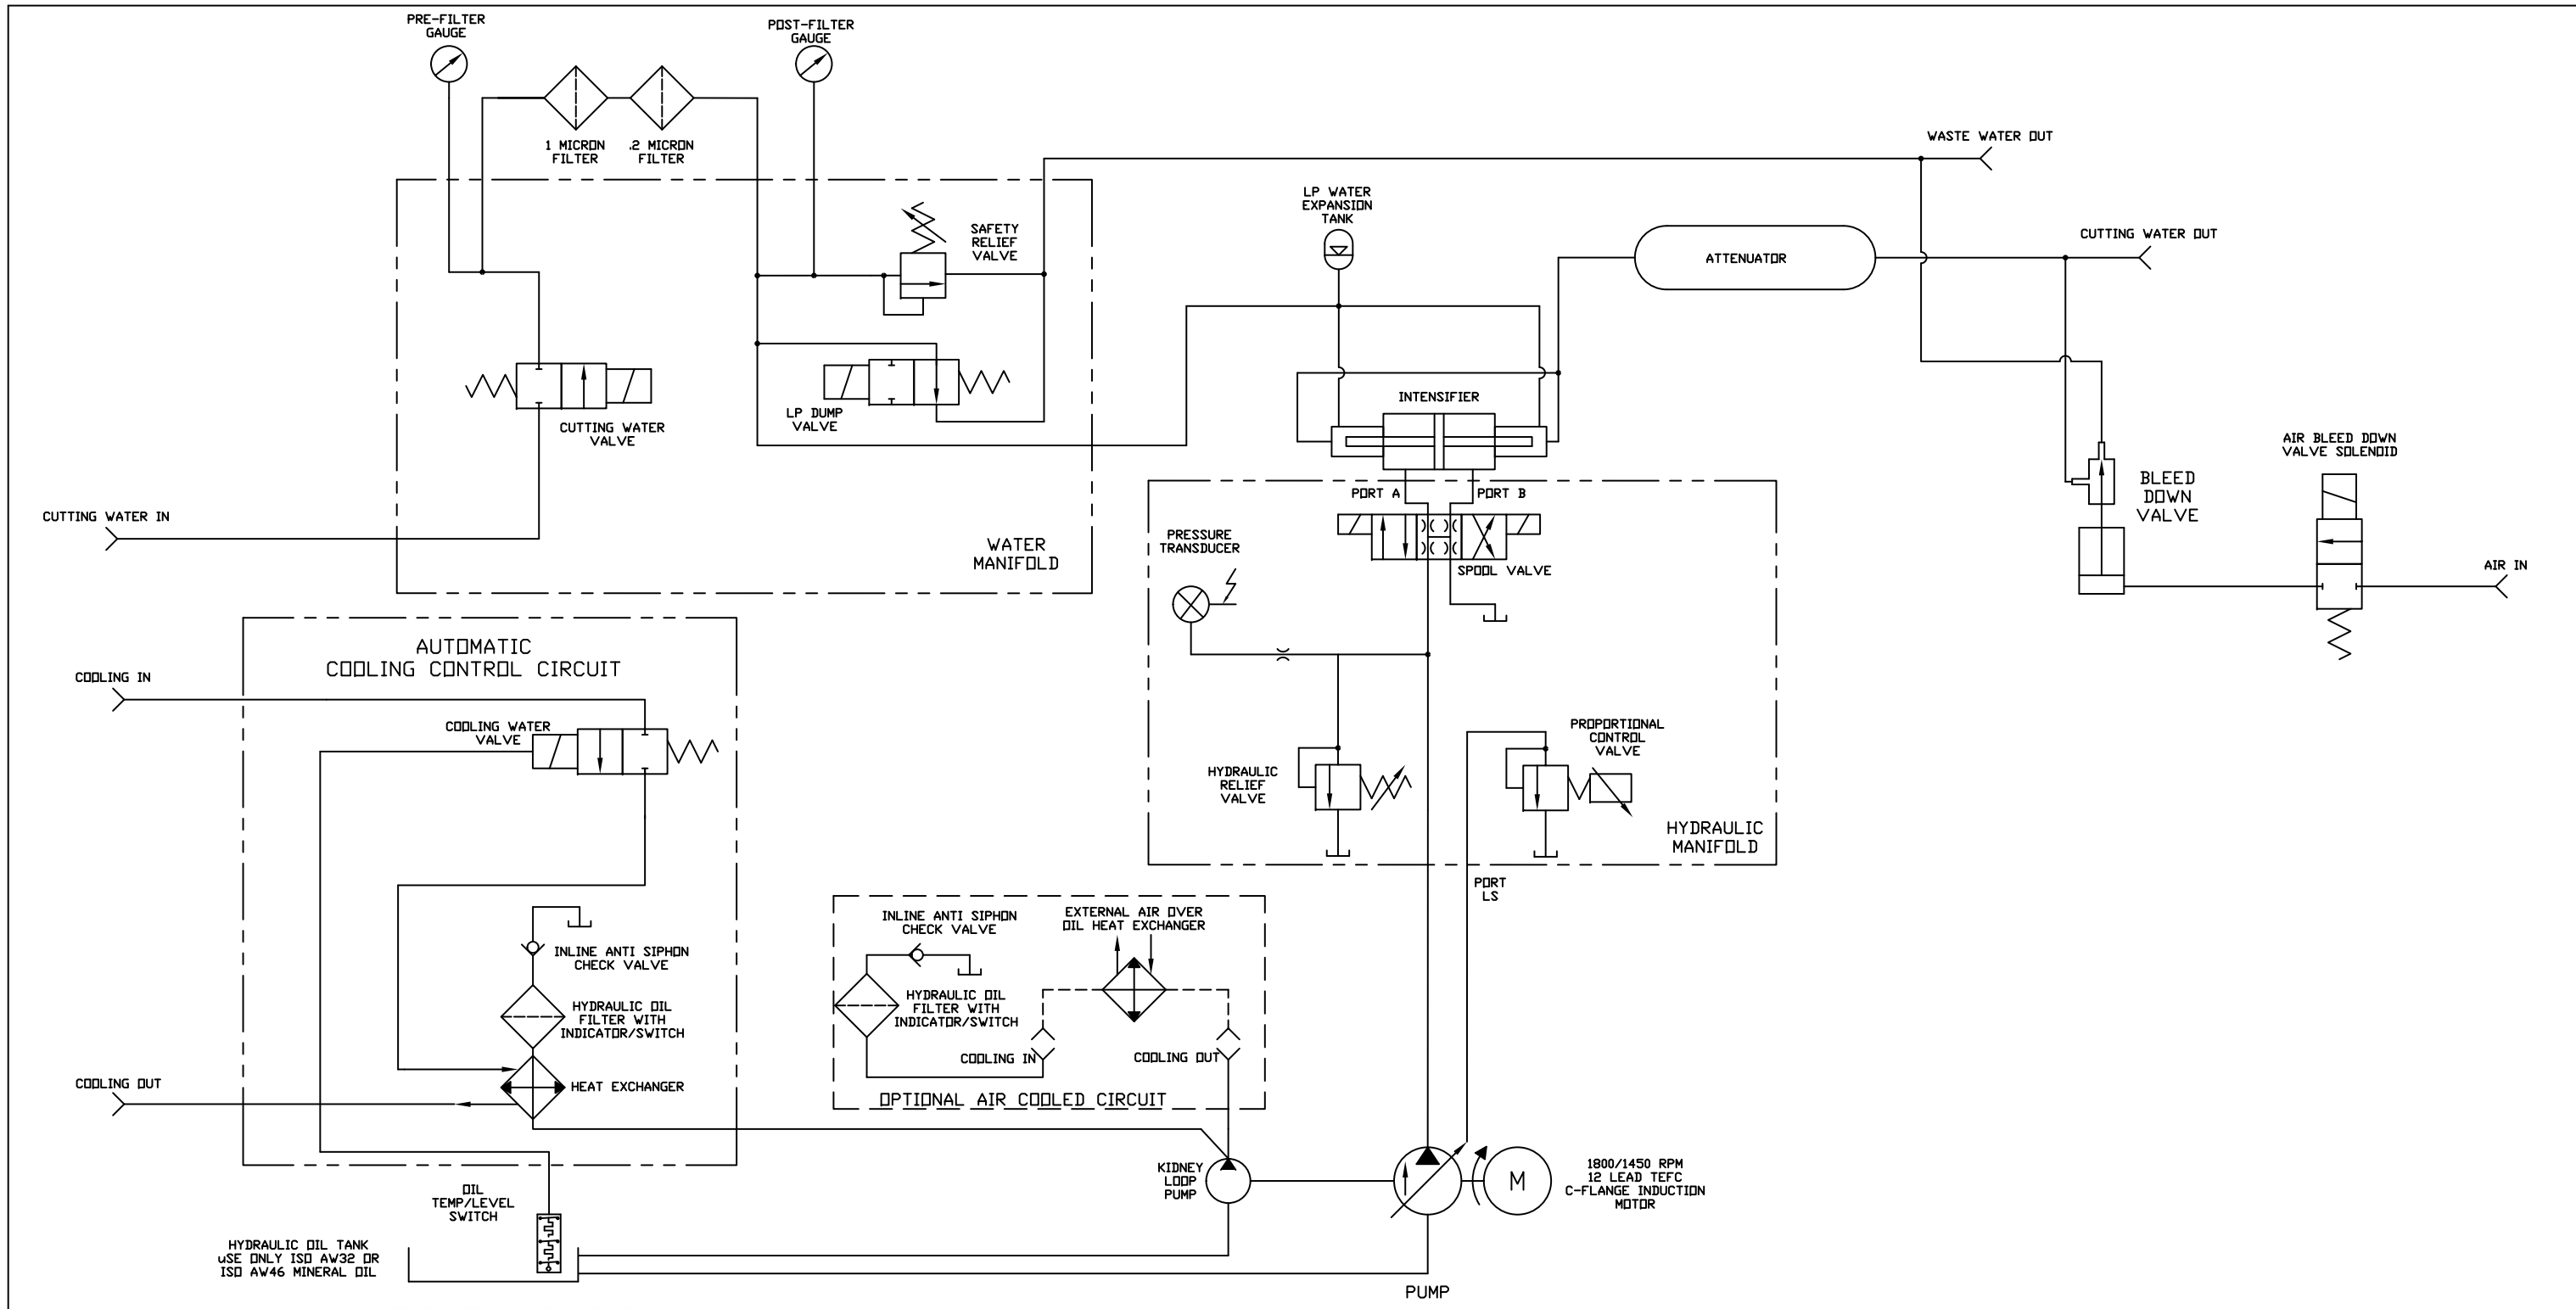 PRE-FILTER
GAUGE
POST-FILTER
GAUGE
1 MICRON
FILTER
.2 MICRON
FILTER
WASTE WATER OUT
SAFETY
RELIEF
VALVE
LP WATER
EXPANSION
TANK
CUTTING WATER OUT
ATTENUATOR
LP DUMP
VALVE
CUTTING WATER
VALVE
INTENSIFIER
AIR BLEED DOWN
VALVE SOLENOID
BLEED
DOWN
VALVE
CUTTING WATER IN
WATER
MANIFOLD
PORT A
PORT B
PRESSURE
TRANSDUCER
SPOOL VALVE
AIR IN
AUTOMATIC
COOLING CONTROL CIRCUIT
COOLING IN
COOLING WATER
VALVE
HYDRAULIC
RELIEF
VALVE
PROPORTIONAL
CONTROL
VALVE
HYDRAULIC
MANIFOLD
PORT
LS
INLINE ANTI SIPHON
CHECK VALVE
HYDRAULIC OIL
FILTER WITH
INDICATOR/SWITCH
HEAT EXCHANGER
COOLING OUT
INLINE ANTI SIPHON
CHECK VALVE
EXTERNAL AIR OVER
OIL HEAT EXCHANGER
HYDRAULIC OIL
FILTER WITH
INDICATOR/SWITCH
COOLING IN
COOLING OUT
OPTIONAL AIR COOLED CIRCUIT
KIDNEY
LOOP
PUMP
M
1800/1450 RPM
12 LEAD TEFC
C-FLANGE INDUCTION
MOTOR
OIL
TEMP/LEVEL
SWITCH
HYDRAULIC OIL TANK
uSE ONLY ISO AW32 OR
ISO AW46 MINERAL OIL
PUMP